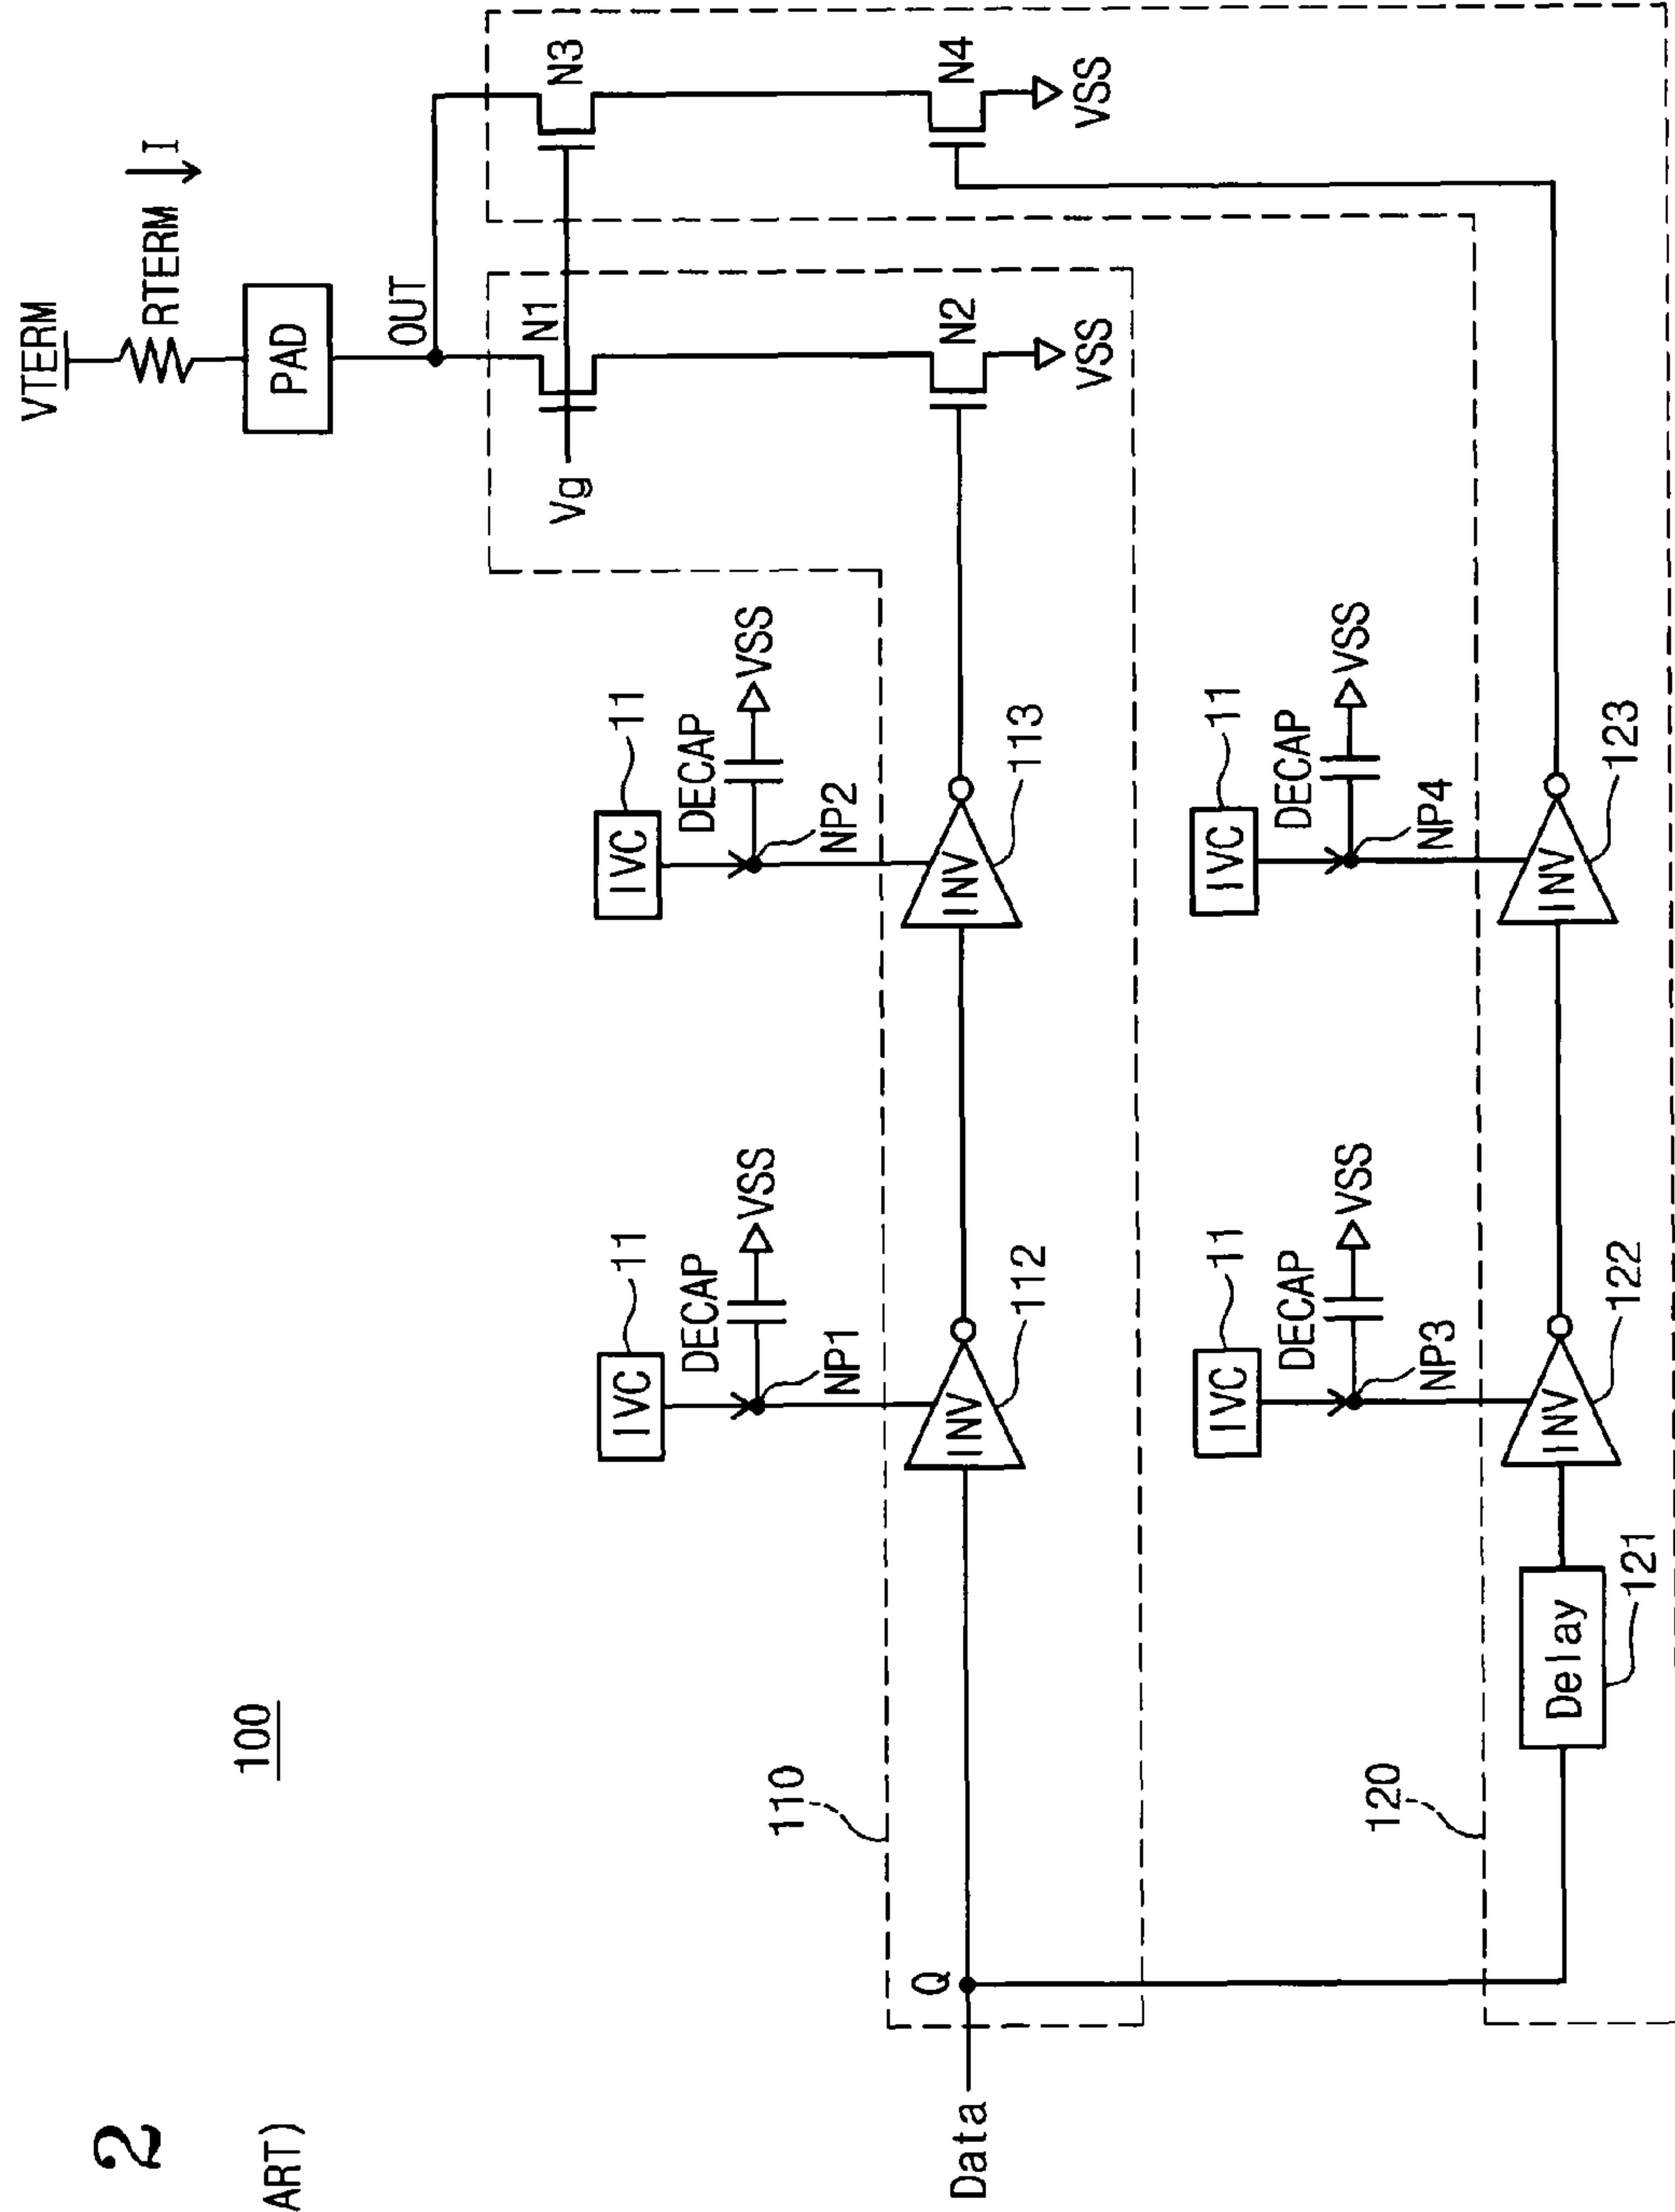 2
ART)
100
VTERM
RTERM
I
PAD
OUT
N1
N3
Vg
N2
N4
VSS
VSS
110
Data
Q
IVC
11
DECAP
VSS
NP1
INV
112
IVC
11
DECAP
VSS
NP2
INV
113
120
Delay
121
IVC
11
DECAP
VSS
NP3
INV
122
IVC
11
DECAP
VSS
NP4
INV
123